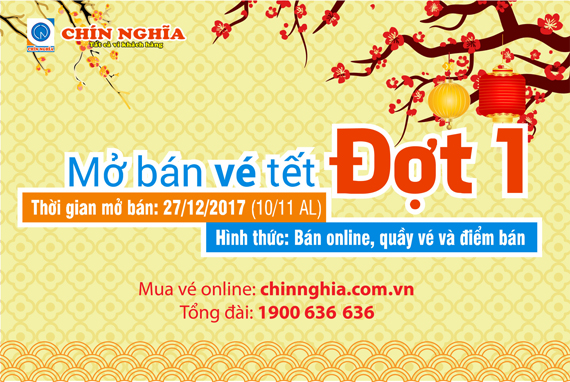 CHÍN NGHĨA
Tất cả vì khách hàng
CHÍN NGHĨA
Mở bán vé tết Đợt 1
Thời gian mở bán: 27/12/2017 (10/11 AL)
Hình thức: Bán online, quầy vé và điểm bán
Mua vé online: chinnghia.com.vn
Tổng đài: 1900 636 636